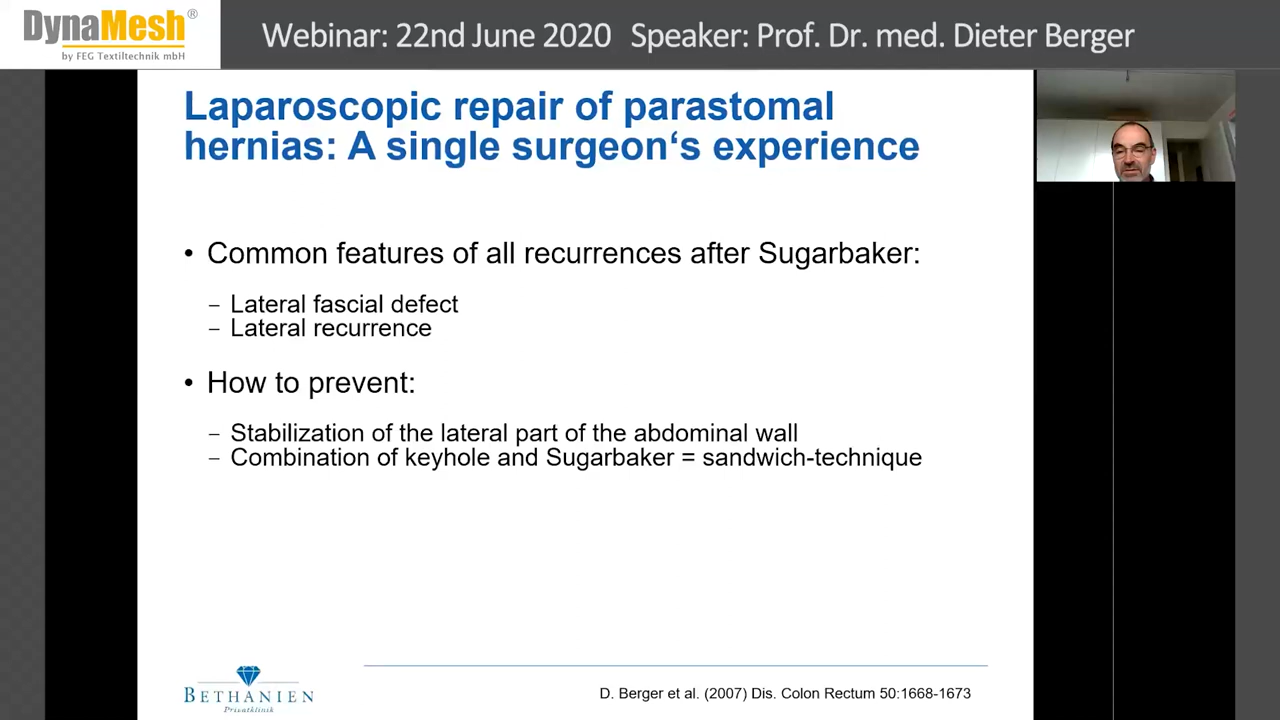 DynaMesh®
by FEG Textiltechnik mbH
Webinar: 22nd June 2020 Speaker: Prof. Dr. med. Dieter Berger
Laparoscopic repair of parastomal
hernias: A single surgeon‘s experience
• Common features of all recurrences after Sugarbaker:
– Lateral fascial defect
– Lateral recurrence
• How to prevent:
– Stabilization of the lateral part of the abdominal wall
– Combination of keyhole and Sugarbaker = sandwich-technique
BETHANIEN
Privatklinik
D. Berger et al. (2007) Dis. Colon Rectum 50:1668-1673